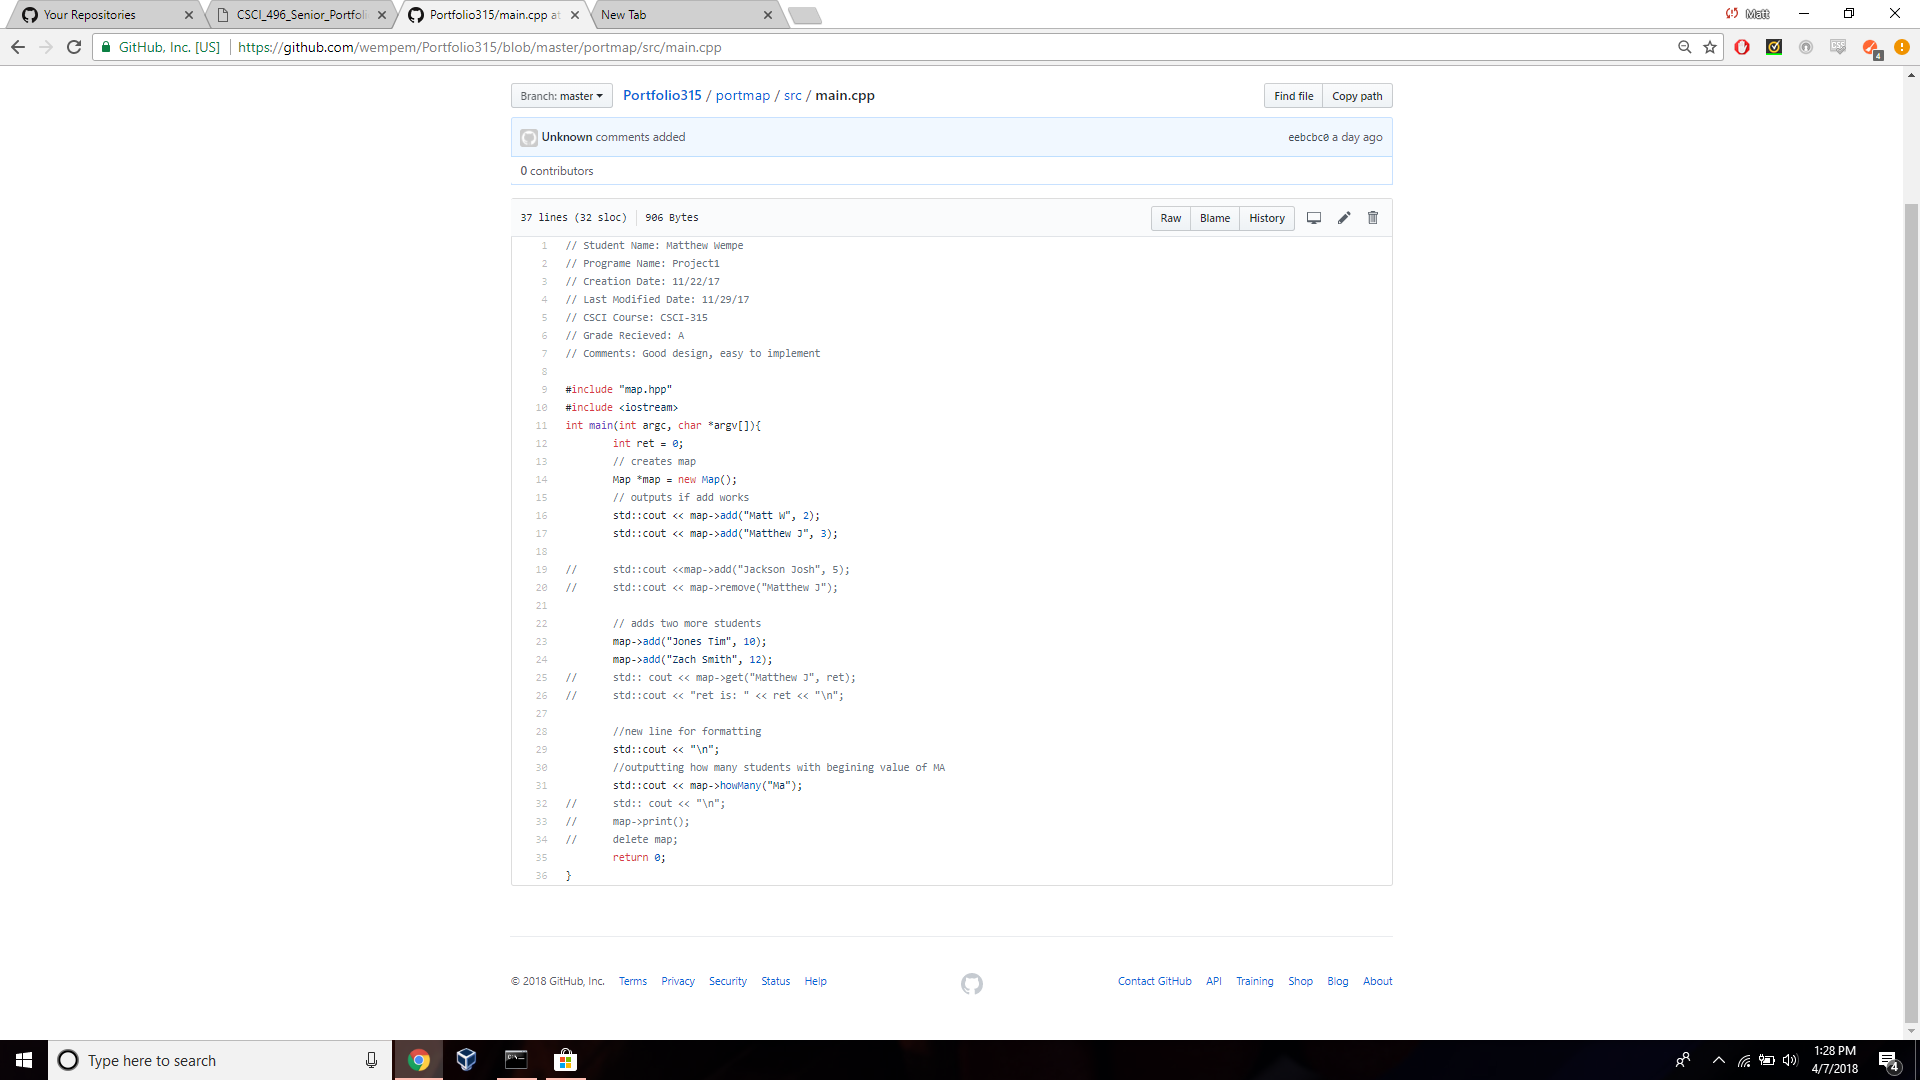 Your Repositories CSCI_496_Senior_Portfoli Portfolio315/main.cpp at New Tab Matt
GitHub, Inc. [US] https://github.com/wempem/Portfolio315/blob/master/portmap/src/main.cpp 4
Branch: master Portfolio315 / portmap / src / main.cpp Find file Copy path
Unknown comments added eebcbc0 a day ago
0 contributors
37 lines (32 sloc) 906 Bytes Raw Blame History
1 // Student Name: Matthew Wempe
2 // Programe Name: Project1
3 // Creation Date: 11/22/17
4 // Last Modified Date: 11/29/17
5 // CSCI Course: CSCI-315
6 // Grade Recieved: A
7 // Comments: Good design, easy to implement
8
9 #include "map.hpp"
10 #include <iostream>
11 int main(int argc, char *argv[]){
12 int ret = 0;
13 // creates map
14 Map *map = new Map();
15 // outputs if add works
16 std::cout << map->add("Matt W", 2);
17 std::cout << map->add("Matthew J", 3);
18
19 // std::cout <<map->add("Jackson Josh", 5);
20 // std::cout << map->remove("Matthew J");
21
22 // adds two more students
23 map->add("Jones Tim", 10);
24 map->add("Zach Smith", 12);
25 // std:: cout << map->get("Matthew J", ret);
26 // std::cout << "ret is: " << ret << "\n";
27
28 //new line for formatting
29 std::cout << "\n";
30 //outputting how many students with begining value of MA
31 std::cout << map->howMany("Ma");
32 // std:: cout << "\n";
33 // map->print();
34 // delete map;
35 return 0;
36 }
© 2018 GitHub, Inc. Terms Privacy Security Status Help Contact GitHub API Training Shop Blog About
Type here to search 1:28 PM
4/7/2018 4